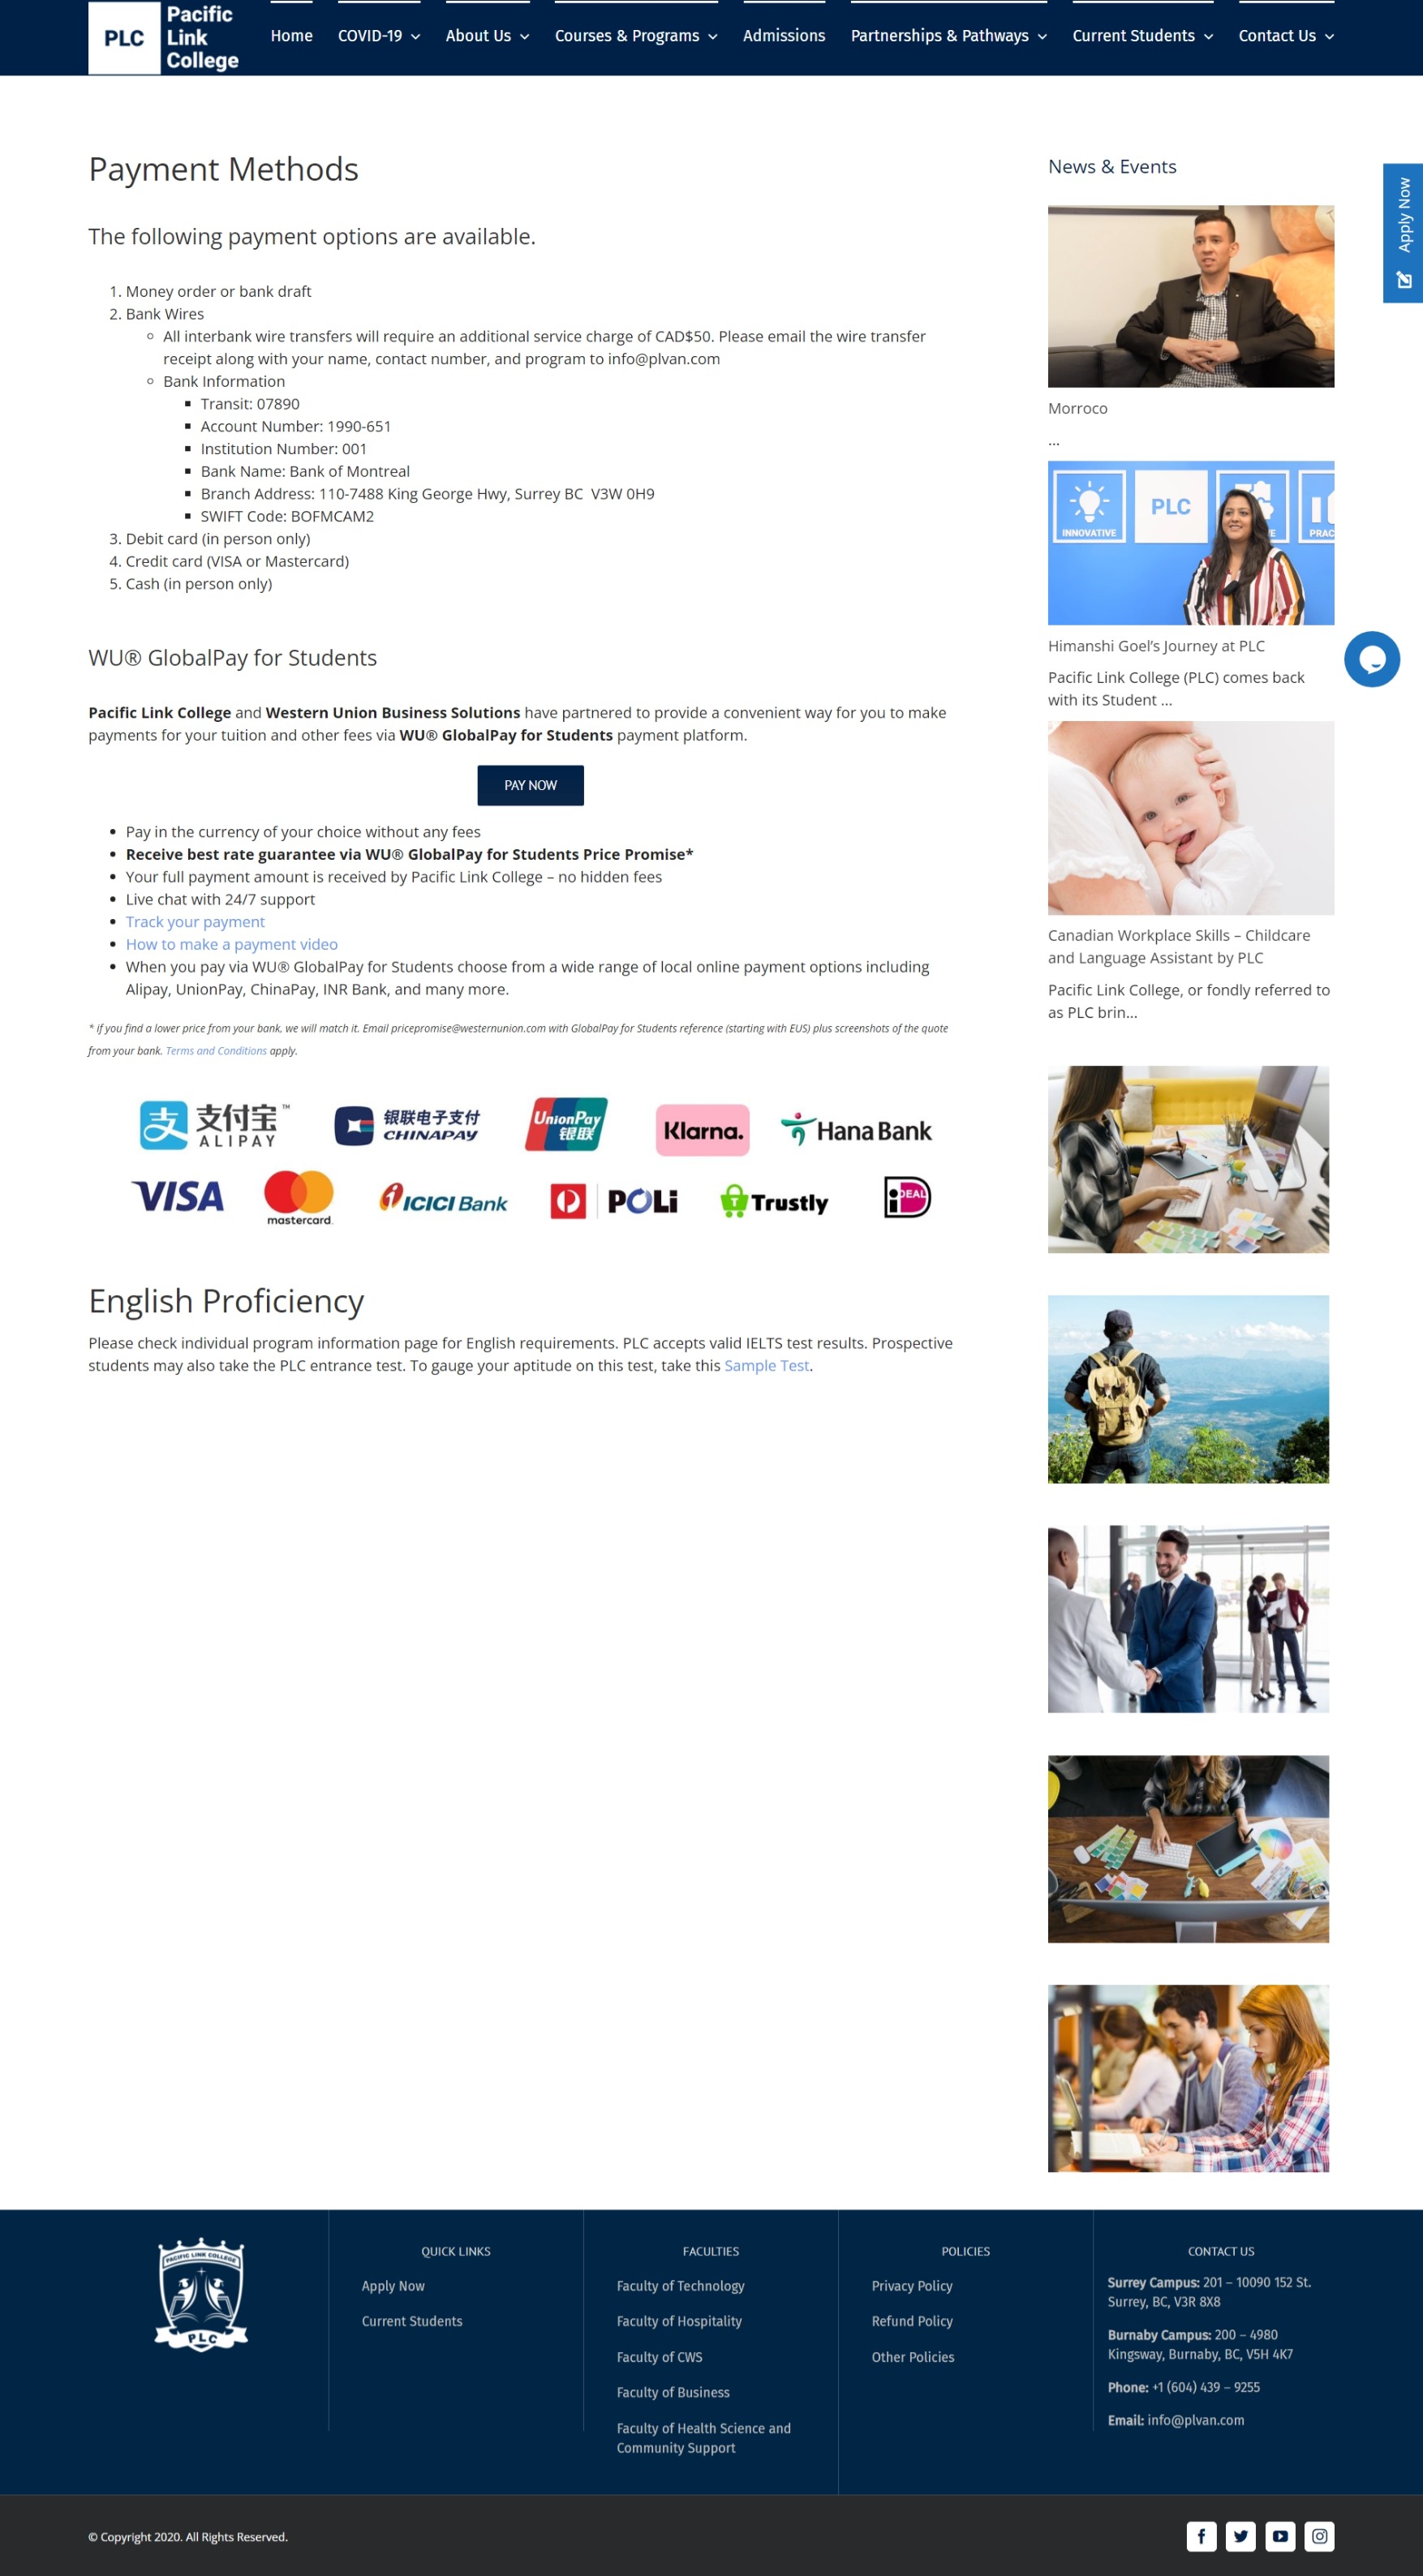 PLC
Pacific
Link
College
Home
COVID-19
About Us
Courses & Programs
Admissions
Partnerships & Pathways
Current Students
Contact Us
Payment Methods
The following payment options are available.
1. Money order or bank draft
2. Bank Wires
All interbank wire transfers will require an additional service charge of CAD$50. Please email the wire transfer
receipt along with your name, contact number, and program to info@plvan.com
Bank Information
Transit: 07890
Account Number: 1990-651
Institution Number: 001
Bank Name: Bank of Montreal
Branch Address: 110-7488 King George Hwy, Surrey BC  V3W 0H9
SWIFT Code: BOFMCAM2
3. Debit card (in person only)
4. Credit card (VISA or Mastercard)
5. Cash (in person only)
WU® GlobalPay for Students
Pacific Link College and Western Union Business Solutions have partnered to provide a convenient way for you to make
payments for your tuition and other fees via WU® GlobalPay for Students payment platform.
PAY NOW
Pay in the currency of your choice without any fees
Receive best rate guarantee via WU® GlobalPay for Students Price Promise*
Your full payment amount is received by Pacific Link College – no hidden fees
Live chat with 24/7 support
Track your payment
How to make a payment video
When you pay via WU® GlobalPay for Students choose from a wide range of local online payment options including
Alipay, UnionPay, ChinaPay, INR Bank, and many more.
* If you find a lower price from your bank, we will match it. Email pricepromise@westernunion.com with GlobalPay for Students reference (starting with EUS) plus screenshots of the quote
from your bank. Terms and Conditions apply.
支 支付宝™
ALIPAY
银联电子支付
CHINAPAY
UnionPay
银联
Klarna.
Hana Bank
VISA
mastercard.
ICICI Bank
POLi
Trustly
iDEAL
English Proficiency
Please check individual program information page for English requirements. PLC accepts valid IELTS test results. Prospective
students may also take the PLC entrance test. To gauge your aptitude on this test, take this Sample Test.
News & Events
Apply Now
Morroco
...
INNOVATIVE
PLC
PRAC
Himanshi Goel’s Journey at PLC
Pacific Link College (PLC) comes back
with its Student ...
Canadian Workplace Skills – Childcare
and Language Assistant by PLC
Pacific Link College, or fondly referred to
as PLC brin...
PACIFIC LINK COLLEGE
PLC
QUICK LINKS
Apply Now
Current Students
FACULTIES
Faculty of Technology
Faculty of Hospitality
Faculty of CWS
Faculty of Business
Faculty of Health Science and
Community Support
POLICIES
Privacy Policy
Refund Policy
Other Policies
CONTACT US
Surrey Campus: 201 – 10090 152 St.
Surrey, BC, V3R 8X8
Burnaby Campus: 200 – 4980
Kingsway, Burnaby, BC, V5H 4K7
Phone: +1 (604) 439 – 9255
Email: info@plvan.com
© Copyright 2020. All Rights Reserved.